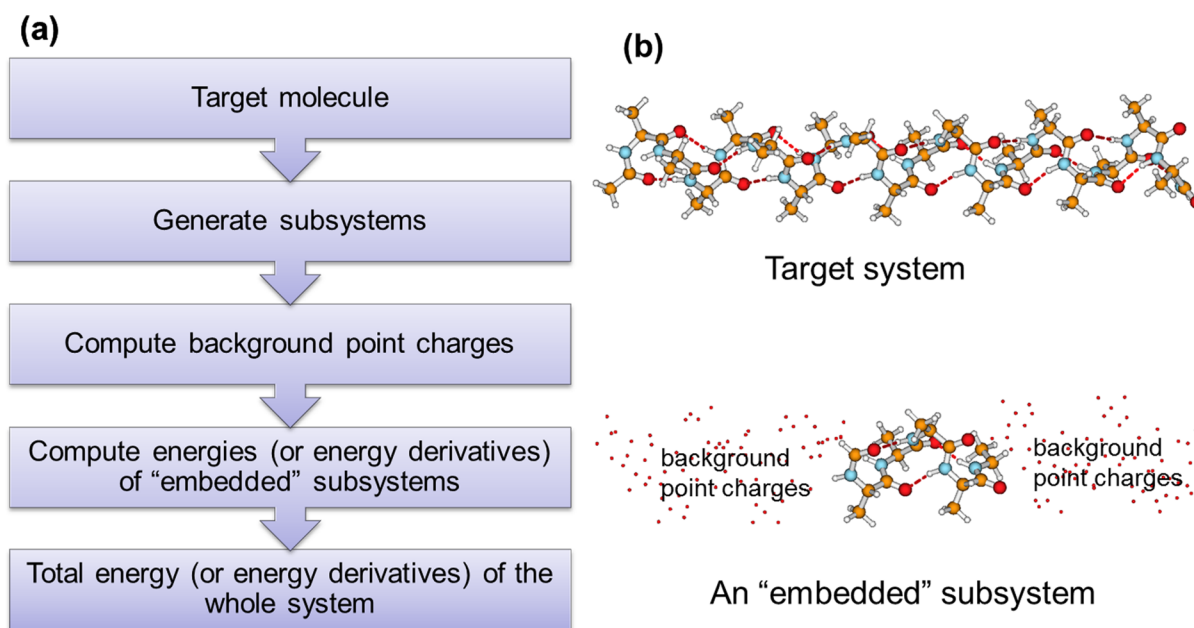 (a)
Target molecule
Generate subsystems
Compute background point charges
Compute energies (or energy derivatives)
of “embedded” subsystems
Total energy (or energy derivatives) of the
whole system
(b)
Target system
background
point charges
background
point charges
An “embedded” subsystem